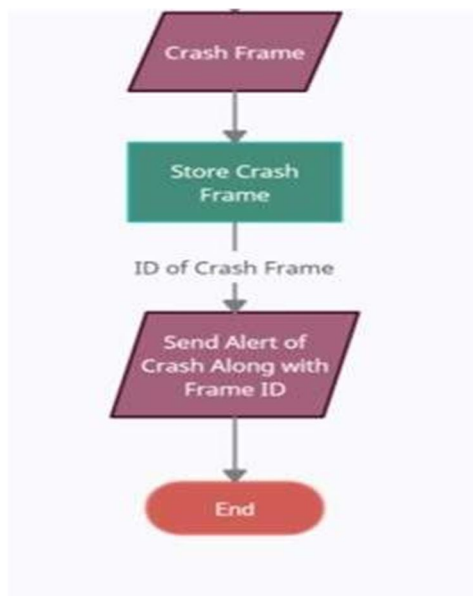 Crash Frame
Store Crash
Frame
ID of Crash Frame
Send Alert of
Crash Along with
Frame ID
End